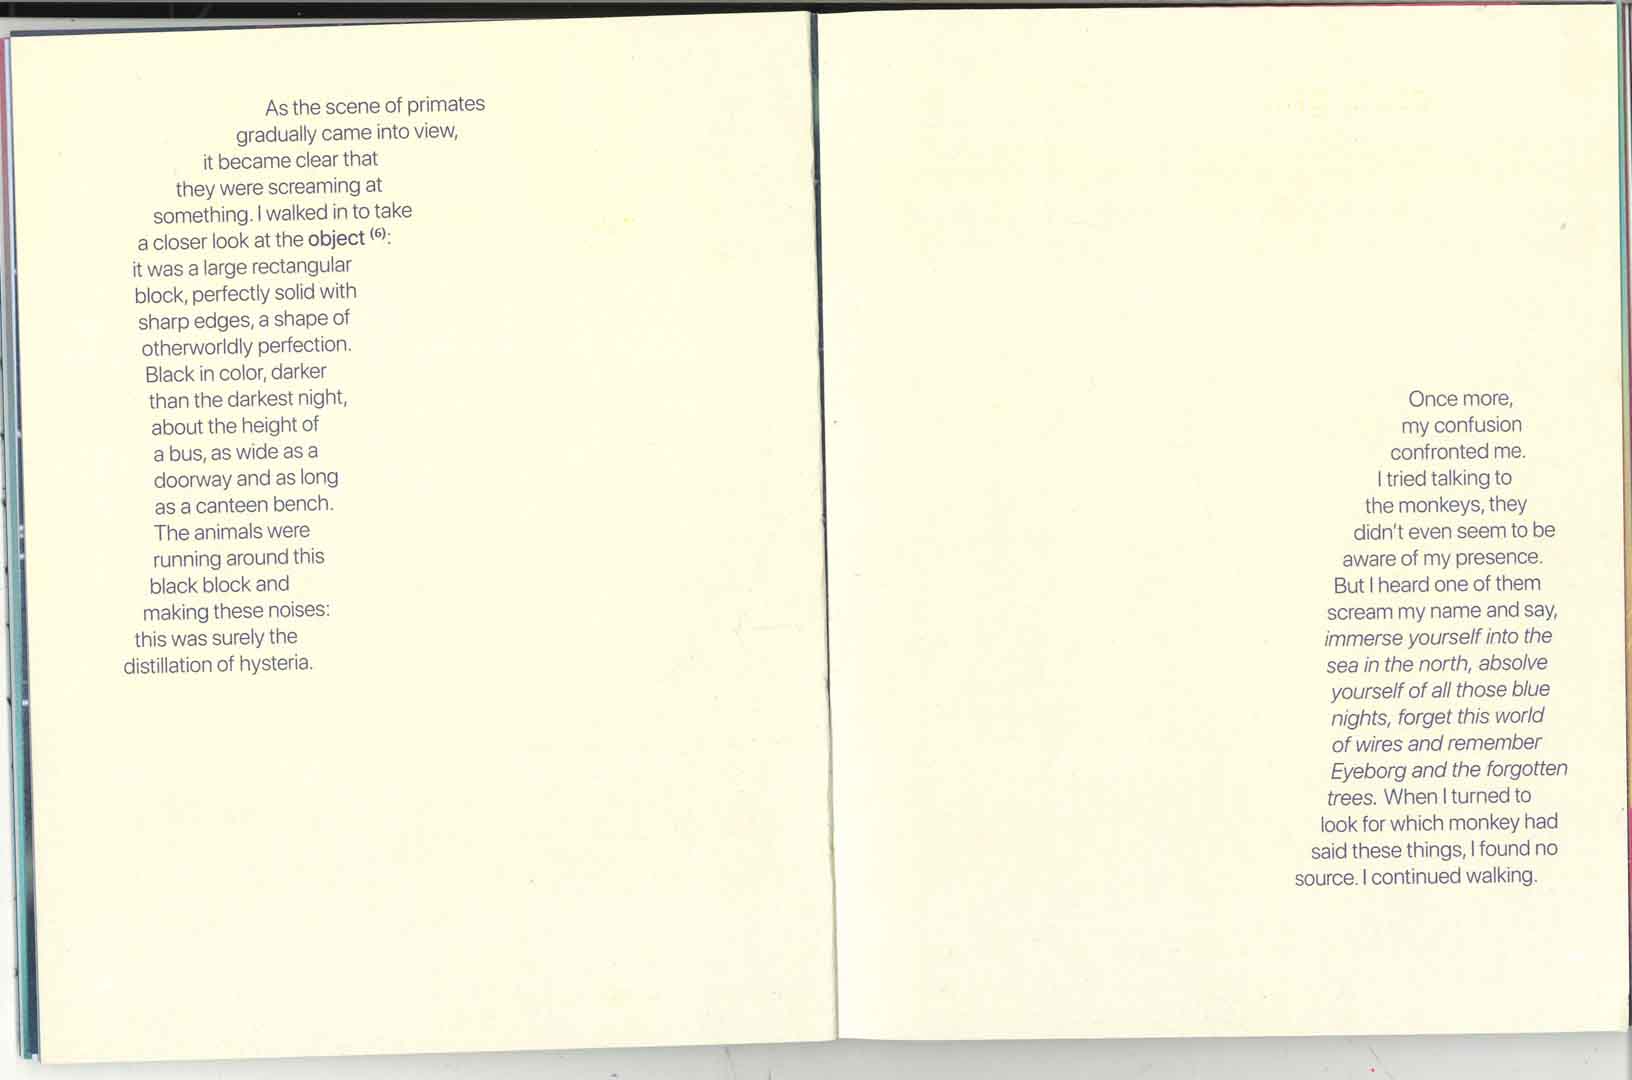 As the scene of primates
gradually came into view,
it became clear that
they were screaming at
something. I walked in to take
a closer look at the object (6):
it was a large rectangular
block, perfectly solid with
sharp edges, a shape of
otherworldly perfection.
Black in color, darker
than the darkest night,
about the height of
a bus, as wide as a
doorway and as long
as a canteen bench.
The animals were
running around this
black block and
making these noises:
this was surely the
distillation of hysteria.
Once more,
my confusion
confronted me.
I tried talking to
the monkeys, they
didn't even seem to be
aware of my presence.
But I heard one of them
scream my name and say,
immerse yourself into the
sea in the north, absolve
yourself of all those blue
nights, forget this world
of wires and remember
Eyeborg and the forgotten
trees. When I turned to
look for which monkey had
said these things, I found no
source. I continued walking.